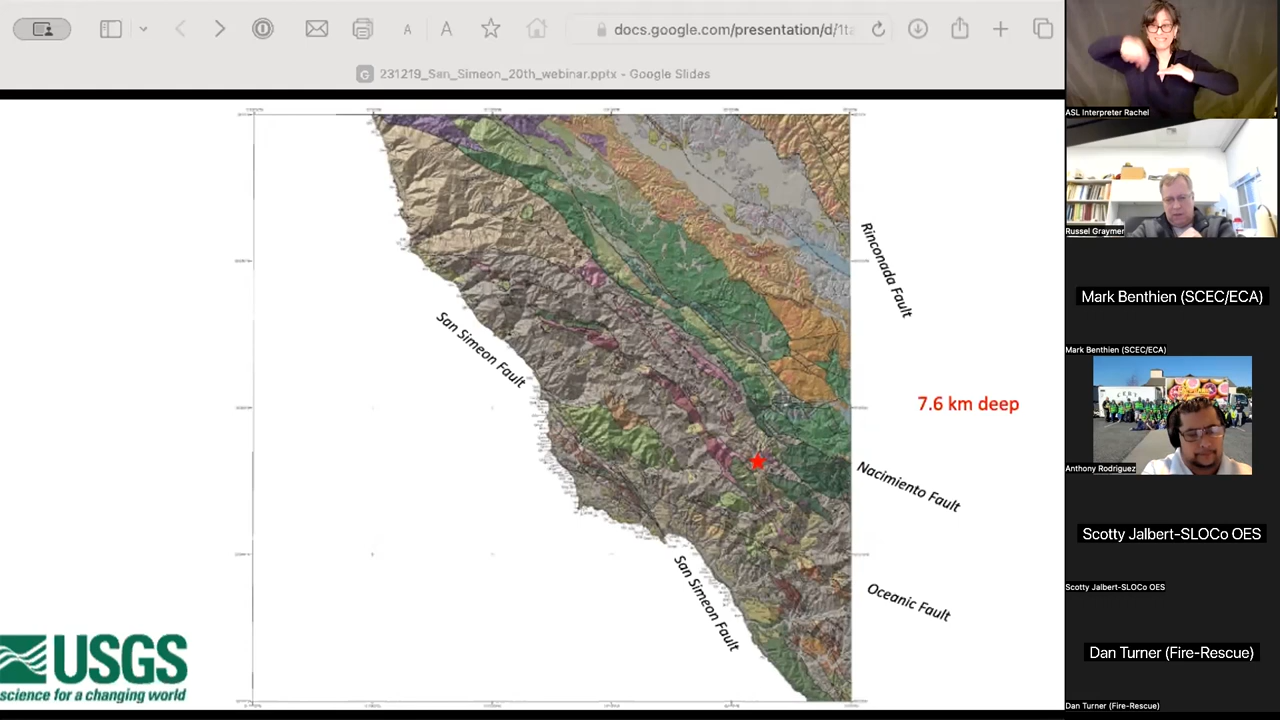 docs.google.com/presentation/d/1t
231219_San_Simeon_20th_webinar.pptx - Google Slides
Rinconada Fault
San Simeon Fault
7.6 km deep
Nacimiento Fault
San Simeon Fault
Oceanic Fault
USGS
science for a changing world
ASL Interpreter Rachel
Russel Graymer
Mark Benthien (SCEC/ECA)
Mark Benthien (SCEC/ECA)
CERT
Anthony Rodriguez
Scotty Jalbert-SLOCo OES
Scotty Jalbert-SLOCo OES
Dan Turner (Fire-Rescue)
Dan Turner (Fire-Rescue)